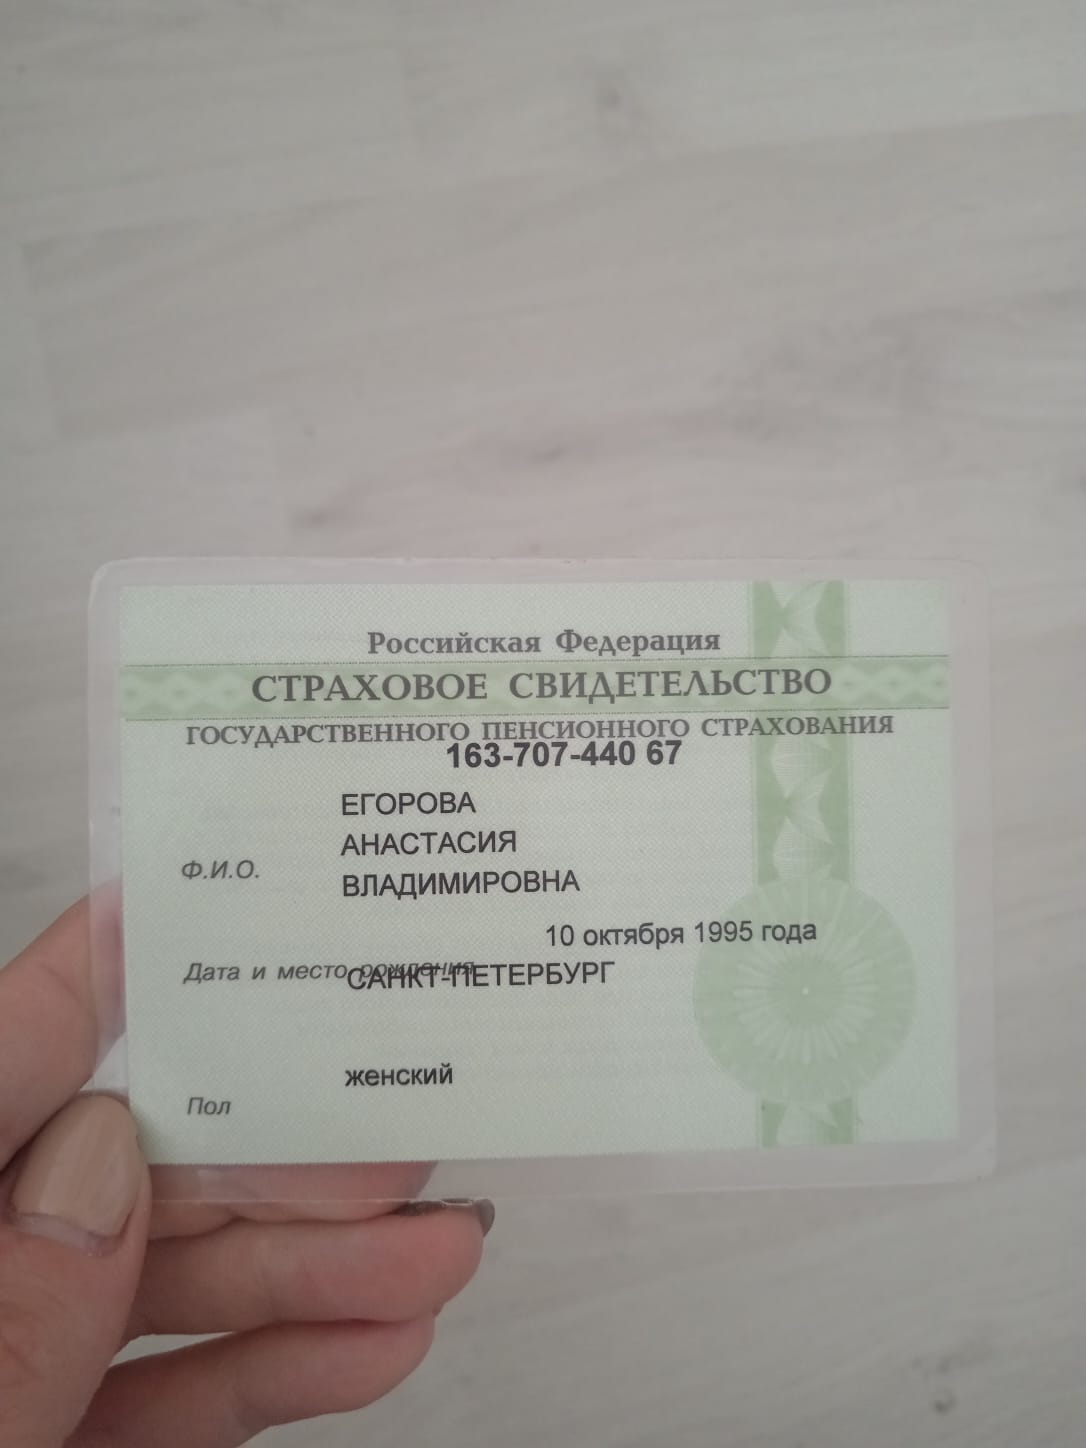 Российская Федерация
СТРАХОВОЕ СВИДЕТЕЛЬСТВО
ГОСУДАРСТВЕННОГО ПЕНСИОННОГО СТРАХОВАНИЯ
163-707-440 67
ЕГОРОВА
АНАСТАСИЯ
Ф.И.О.
ВЛАДИМИРОВНА
10 октября 1995 года
Дата и место рождения
САНКТ-ПЕТЕРБУРГ
женский
Пол